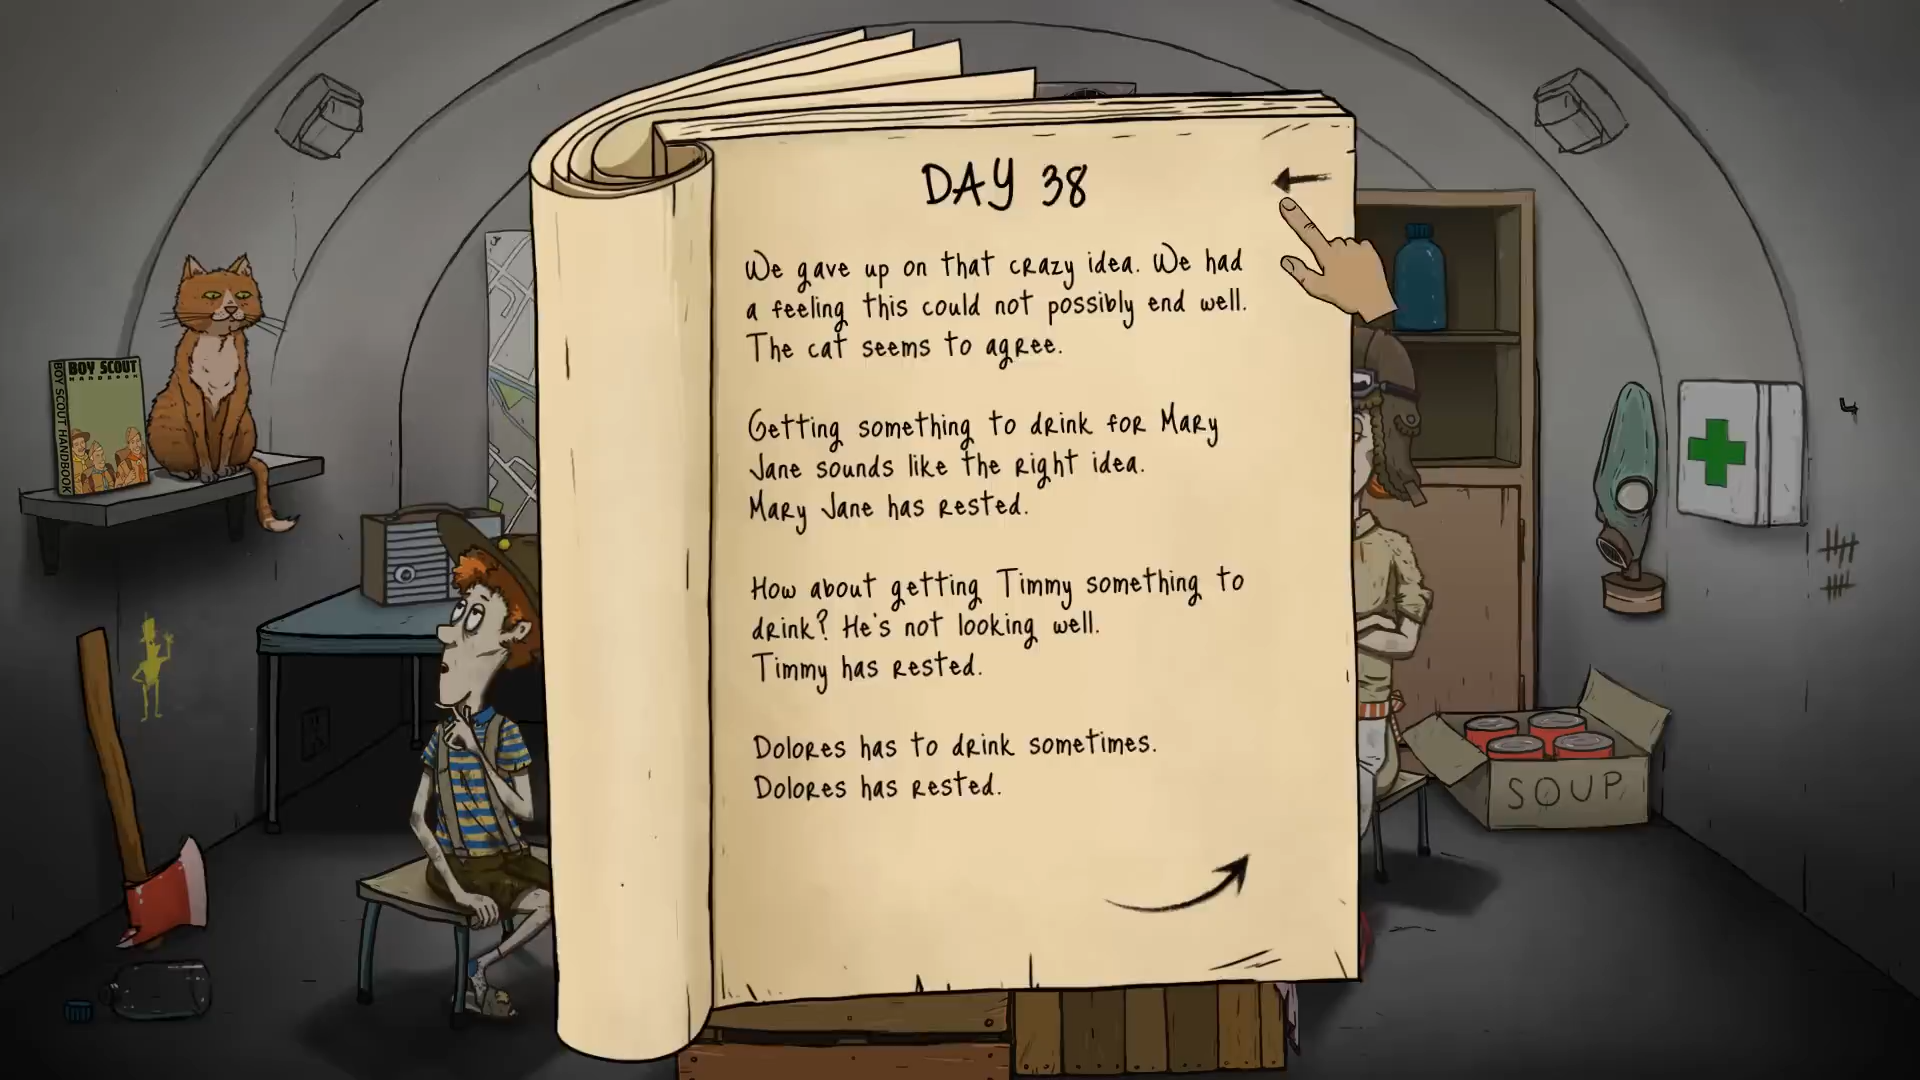 DAY 38
We gave up on that crazy idea. We had
a feeling this could not possibly end well.
The cat seems to agree.
Getting something to drink for Mary
Jane sounds like the right idea.
Mary Jane has rested.
How about getting Timmy something to
drink? He's not looking well.
Timmy has rested.
Dolores has to drink sometimes.
Dolores has rested.
BOY SCOUT
HANDBOOK
BOY SCOUT HANDBOOK
SOUP